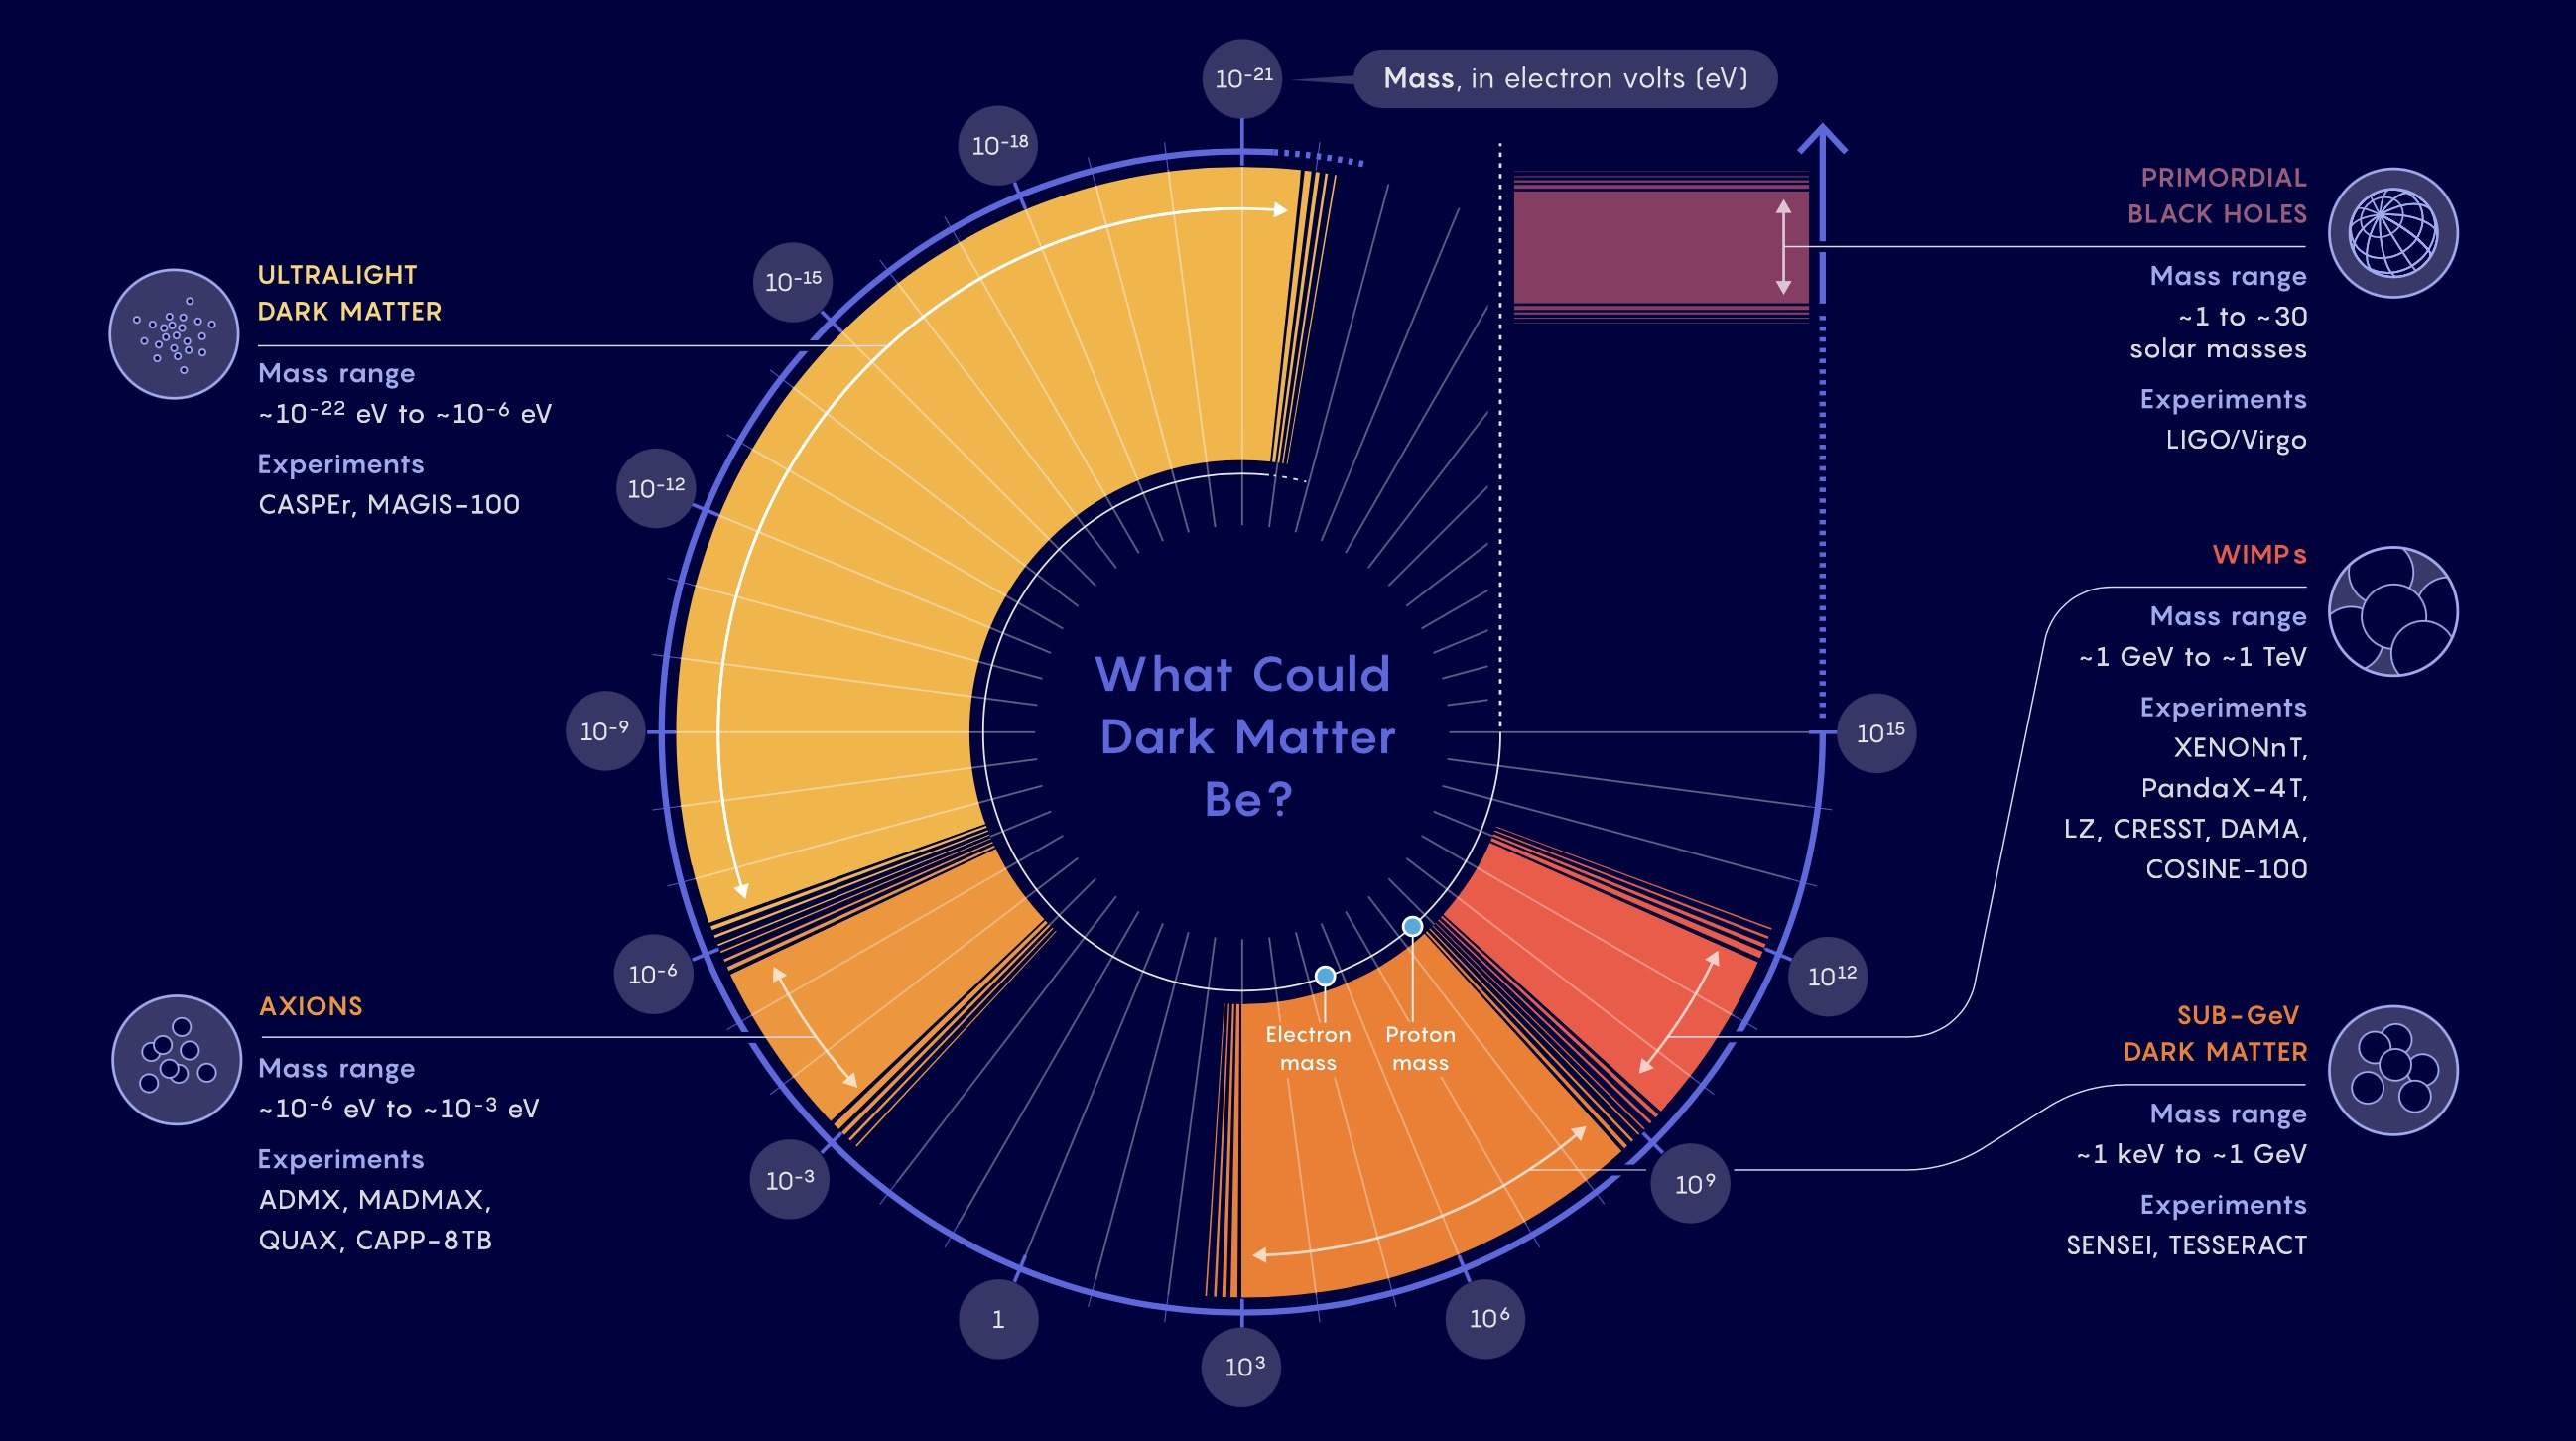 What Could
Dark Matter
Be?
Mass, in electron volts (eV)
10⁻²¹
10⁻¹⁸
10⁻¹⁵
10⁻¹²
10⁻⁹
10⁻⁶
10⁻³
1
10³
10⁶
10⁹
10¹²
10¹⁵
Electron
mass
Proton
mass
ULTRALIGHT
DARK MATTER
Mass range
~10⁻²² eV to ~10⁻⁶ eV
Experiments
CASPEr, MAGIS-100
AXIONS
Mass range
~10⁻⁶ eV to ~10⁻³ eV
Experiments
ADMX, MADMAX,
QUAX, CAPP-8TB
PRIMORDIAL
BLACK HOLES
Mass range
~1 to ~30
solar masses
Experiments
LIGO/Virgo
WIMPs
Mass range
~1 GeV to ~1 TeV
Experiments
XENONnT,
PandaX-4T,
LZ, CRESST, DAMA,
COSINE-100
SUB-GeV
DARK MATTER
Mass range
~1 keV to ~1 GeV
Experiments
SENSEI, TESSERACT